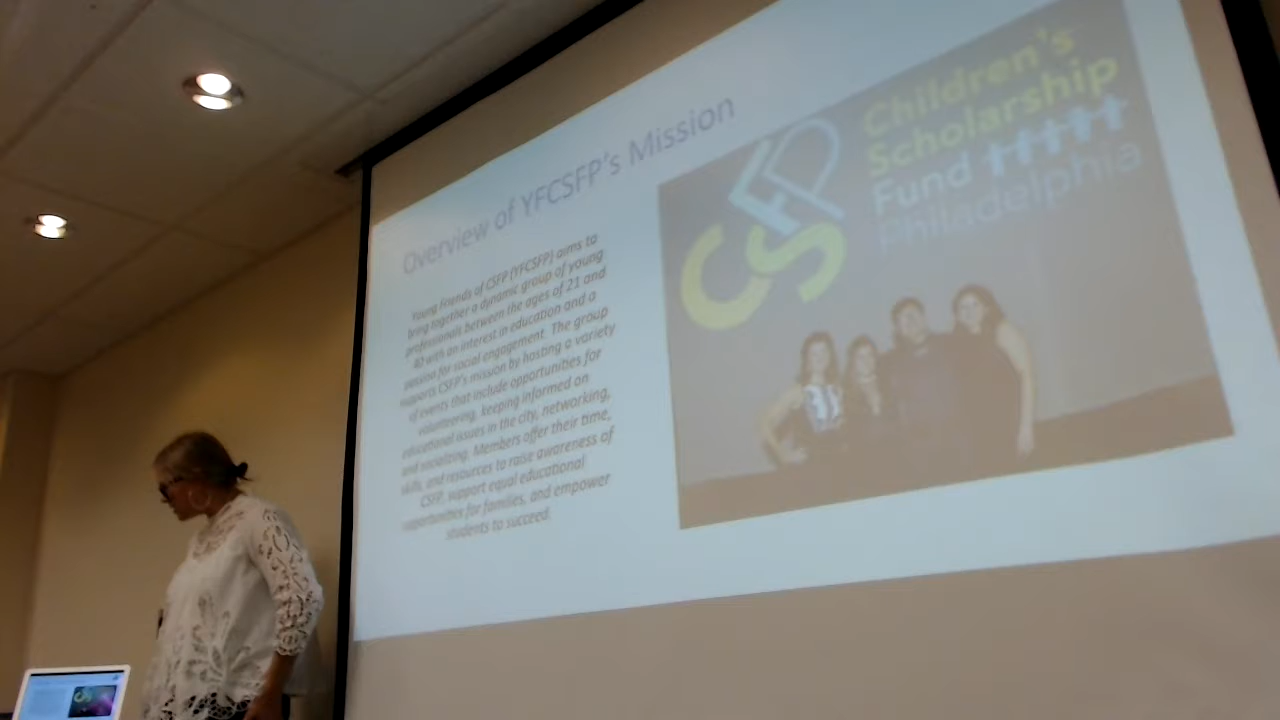 Overview of YFCSFP's Mission
Young Friends of CSFP (YFCSFP) aims to
bring together a dynamic group of young
professionals between the ages of 21 and
40 with an interest in education and a
passion for social engagement. The group
supports CSFP's mission by hosting a variety
of events that include opportunities for
volunteering, keeping informed on
educational issues in the city, networking,
and socializing. Members offer their time,
skills, and resources to raise awareness of
CSFP, support equal educational
opportunities for families, and empower
students to succeed.
CSFP
Children's
Scholarship
Fund
Philadelphia